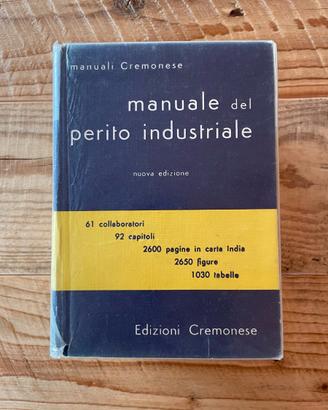 manuali Cremonese
manuale del
perito industriale
nuova edizione
61 collaboratori
92 capitoli
2600 pagine in carta India
2650 figure
1030 tabelle
Edizioni Cremonese